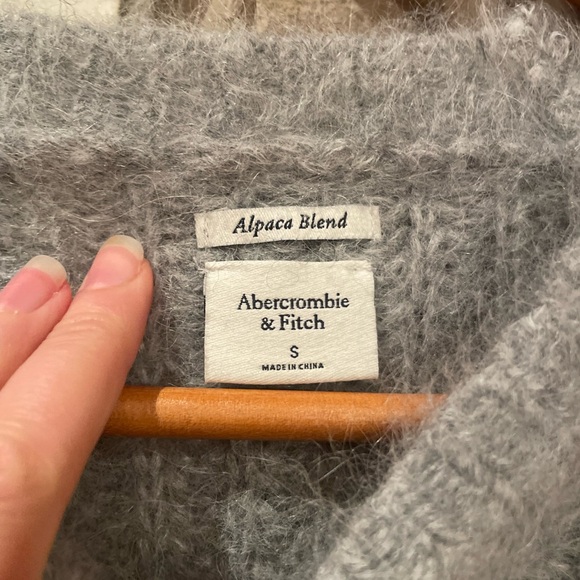 Alpaca Blend
Abercrombie
& Fitch
S
MADE IN CHINA